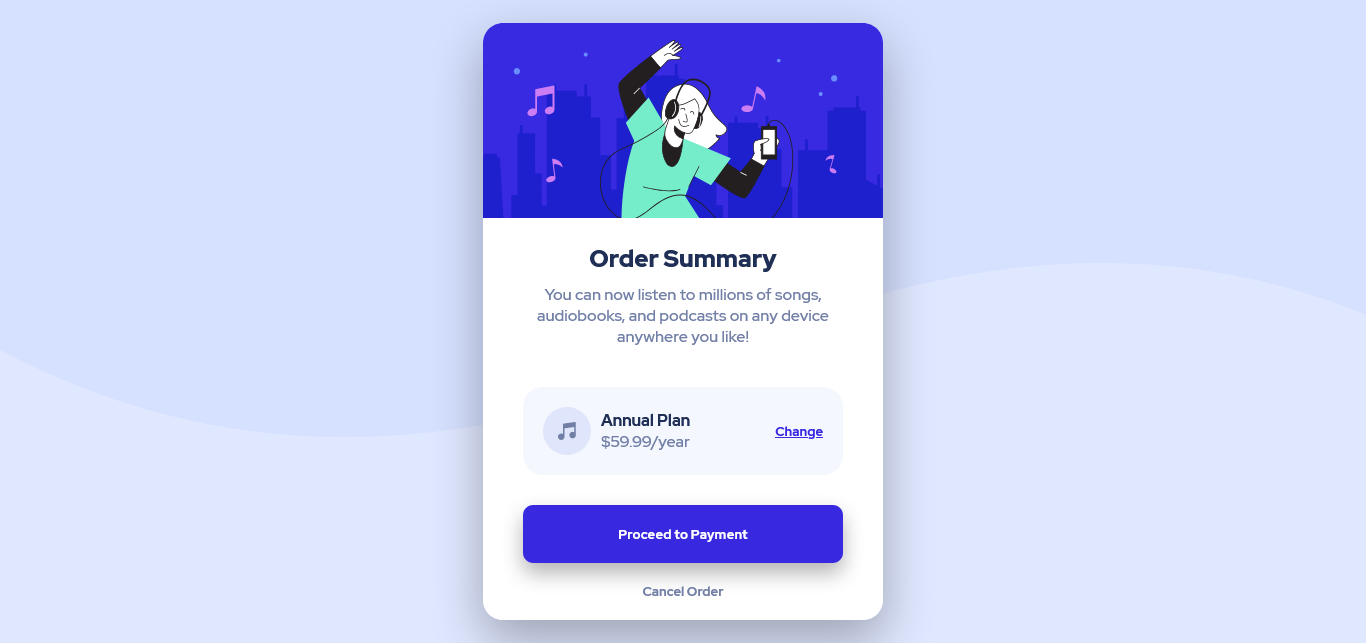 Order Summary
You can now listen to millions of songs,
audiobooks, and podcasts on any device
anywhere you like!
Annual Plan
$59.99/year
Change
Proceed to Payment
Cancel Order